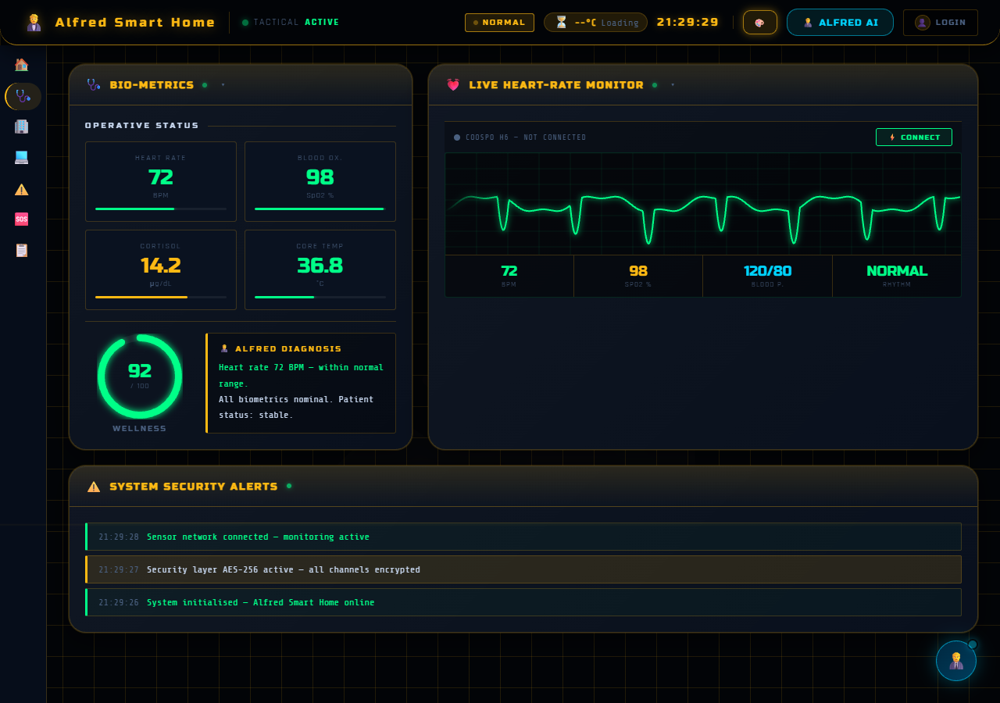 Alfred Smart Home
TACTICAL ACTIVE
NORMAL
--°C Loading
21:29:29
ALFRED AI
LOGIN
BIO-METRICS
OPERATIVE STATUS
HEART RATE
72
BPM
BLOOD OX.
98
SpO2 %
CORTISOL
14.2
μg/dL
CORE TEMP
36.8
°C
92
/ 100
WELLNESS
ALFRED DIAGNOSIS
Heart rate 72 BPM — within normal
range.
All biometrics nominal. Patient
status: stable.
LIVE HEART-RATE MONITOR
COOSPO H6 — NOT CONNECTED
CONNECT
72
BPM
98
SPO2 %
120/80
BLOOD P.
NORMAL
RHYTHM
SYSTEM SECURITY ALERTS
21:29:28 Sensor network connected — monitoring active
21:29:27 Security layer AES-256 active — all channels encrypted
21:29:26 System initialised — Alfred Smart Home online
SOS